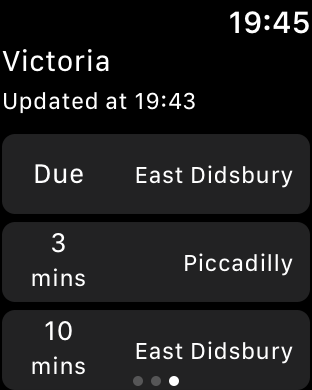 19:45
Victoria
Updated at 19:43
Due East Didsbury
3
mins
Piccadilly
10
mins
East Didsbury